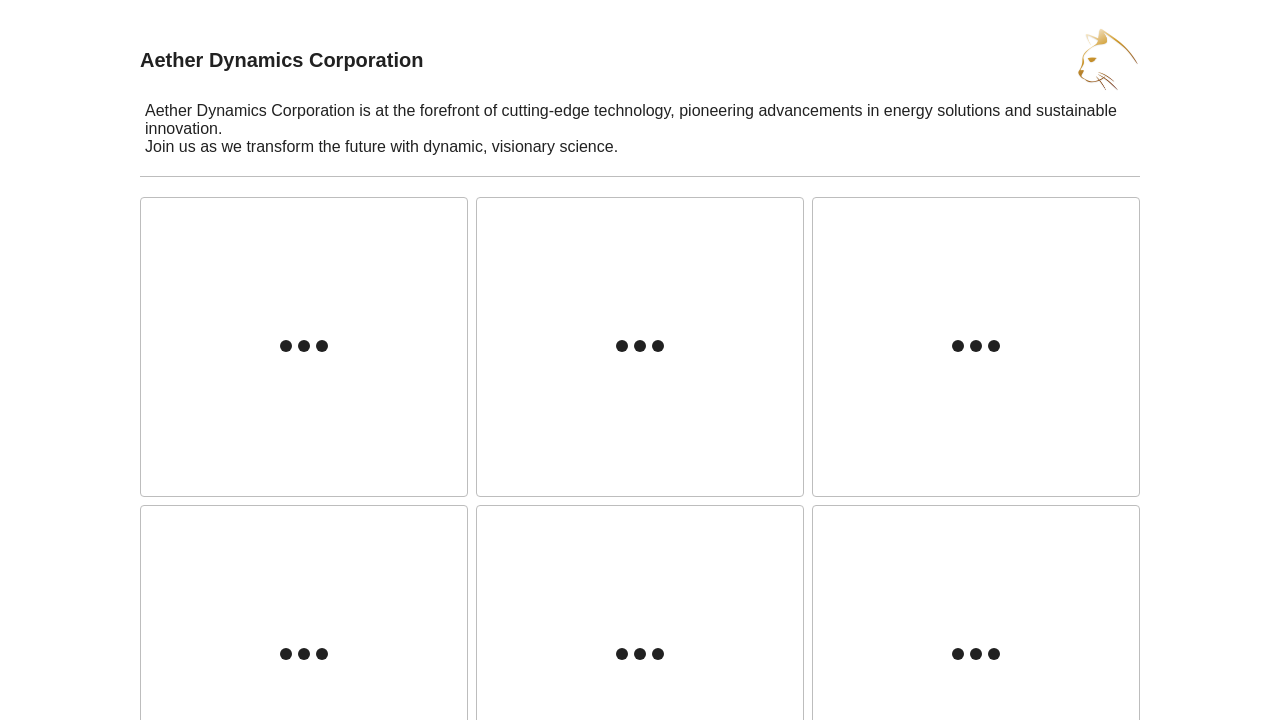 Aether Dynamics Corporation
Aether Dynamics Corporation is at the forefront of cutting-edge technology, pioneering advancements in energy solutions and sustainable
innovation.
Join us as we transform the future with dynamic, visionary science.